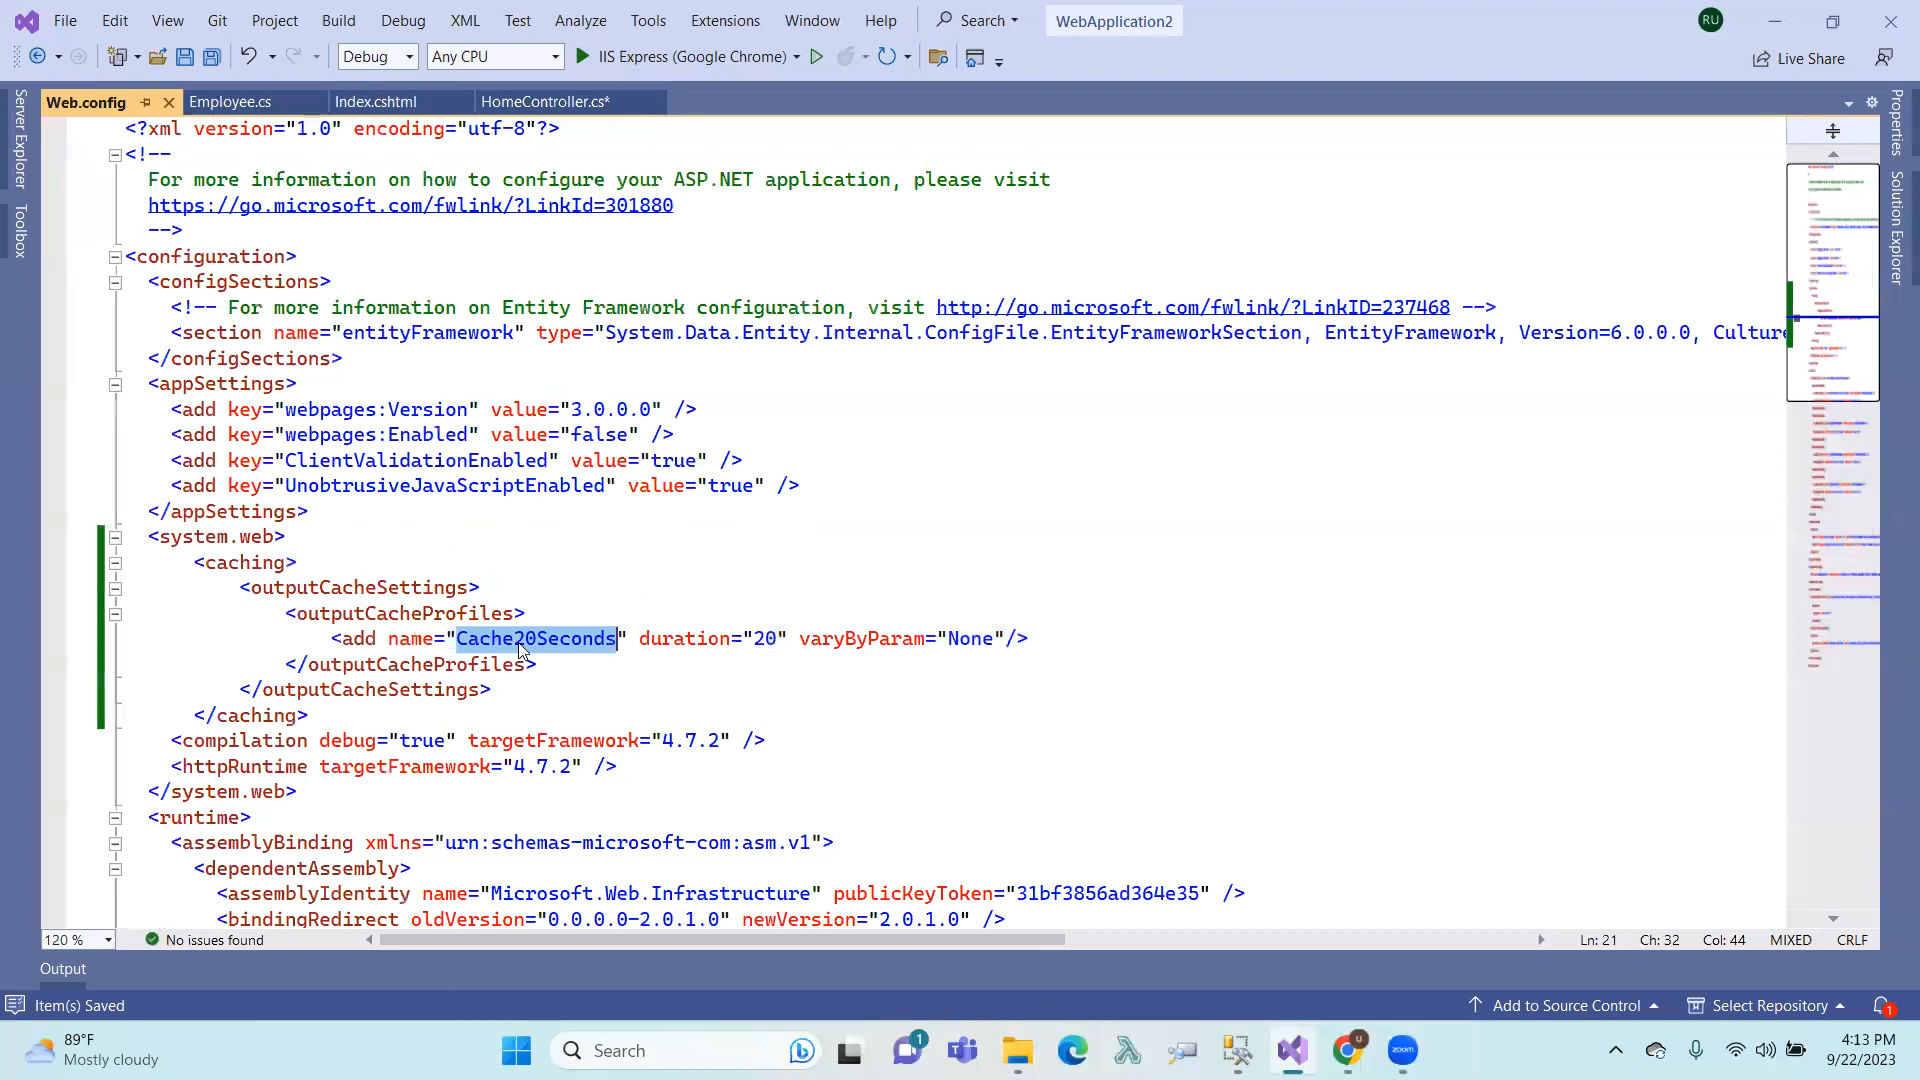 File Edit View Git Project Build Debug XML Test Analyze Tools Extensions Window Help Search WebApplication2 RU
Debug Any CPU IIS Express (Google Chrome) Live Share
Web.config Employee.cs Index.cshtml HomeController.cs*
Server Explorer
Toolbox
Properties
Solution Explorer
<?xml version="1.0" encoding="utf-8"?>
<!--
For more information on how to configure your ASP.NET application, please visit
https://go.microsoft.com/fwlink/?LinkId=301880
-->
<configuration>
<configSections>
<!-- For more information on Entity Framework configuration, visit http://go.microsoft.com/fwlink/?LinkID=237468 -->
<section name="entityFramework" type="System.Data.Entity.Internal.ConfigFile.EntityFrameworkSection, EntityFramework, Version=6.0.0.0, Culture
</configSections>
<appSettings>
<add key="webpages:Version" value="3.0.0.0" />
<add key="webpages:Enabled" value="false" />
<add key="ClientValidationEnabled" value="true" />
<add key="UnobtrusiveJavaScriptEnabled" value="true" />
</appSettings>
<system.web>
<caching>
<outputCacheSettings>
<outputCacheProfiles>
<add name="Cache20Seconds" duration="20" varyByParam="None"/>
</outputCacheProfiles>
</outputCacheSettings>
</caching>
<compilation debug="true" targetFramework="4.7.2" />
<httpRuntime targetFramework="4.7.2" />
</system.web>
<runtime>
<assemblyBinding xmlns="urn:schemas-microsoft-com:asm.v1">
<dependentAssembly>
<assemblyIdentity name="Microsoft.Web.Infrastructure" publicKeyToken="31bf3856ad364e35" />
<bindingRedirect oldVersion="0.0.0.0-2.0.1.0" newVersion="2.0.1.0" />
120 % No issues found Ln: 21 Ch: 32 Col: 44 MIXED CRLF
Output
Item(s) Saved Add to Source Control Select Repository 1
89°F
Mostly cloudy
Search
1
zoom
4:13 PM
9/22/2023